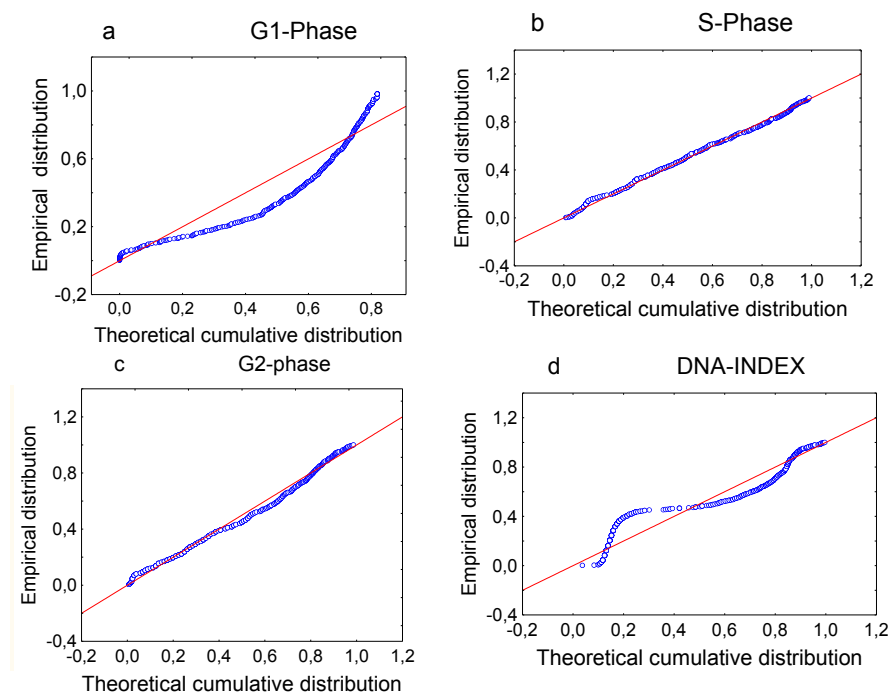 a G1-Phase
Empirical distribution
1,0
0,6
0,2
-0,2
0,0 0,2 0,4 0,6 0,8
Theoretical cumulative distribution
b S-Phase
Empirical distribution
1,2
0,8
0,4
0,0
-0,4
-0,2 0,0 0,2 0,4 0,6 0,8 1,0 1,2
Theoretical cumulative distribution
c G2-phase
Empirical distribution
1,2
0,8
0,4
0,0
-0,4
-0,2 0,0 0,2 0,4 0,6 0,8 1,0 1,2
Theoretical cumulative distribution
d DNA-INDEX
Empirical distribution
1,2
0,8
0,4
0,0
-0,4
-0,2 0,0 0,2 0,4 0,6 0,8 1,0 1,2
Theoretical cumulative distribution